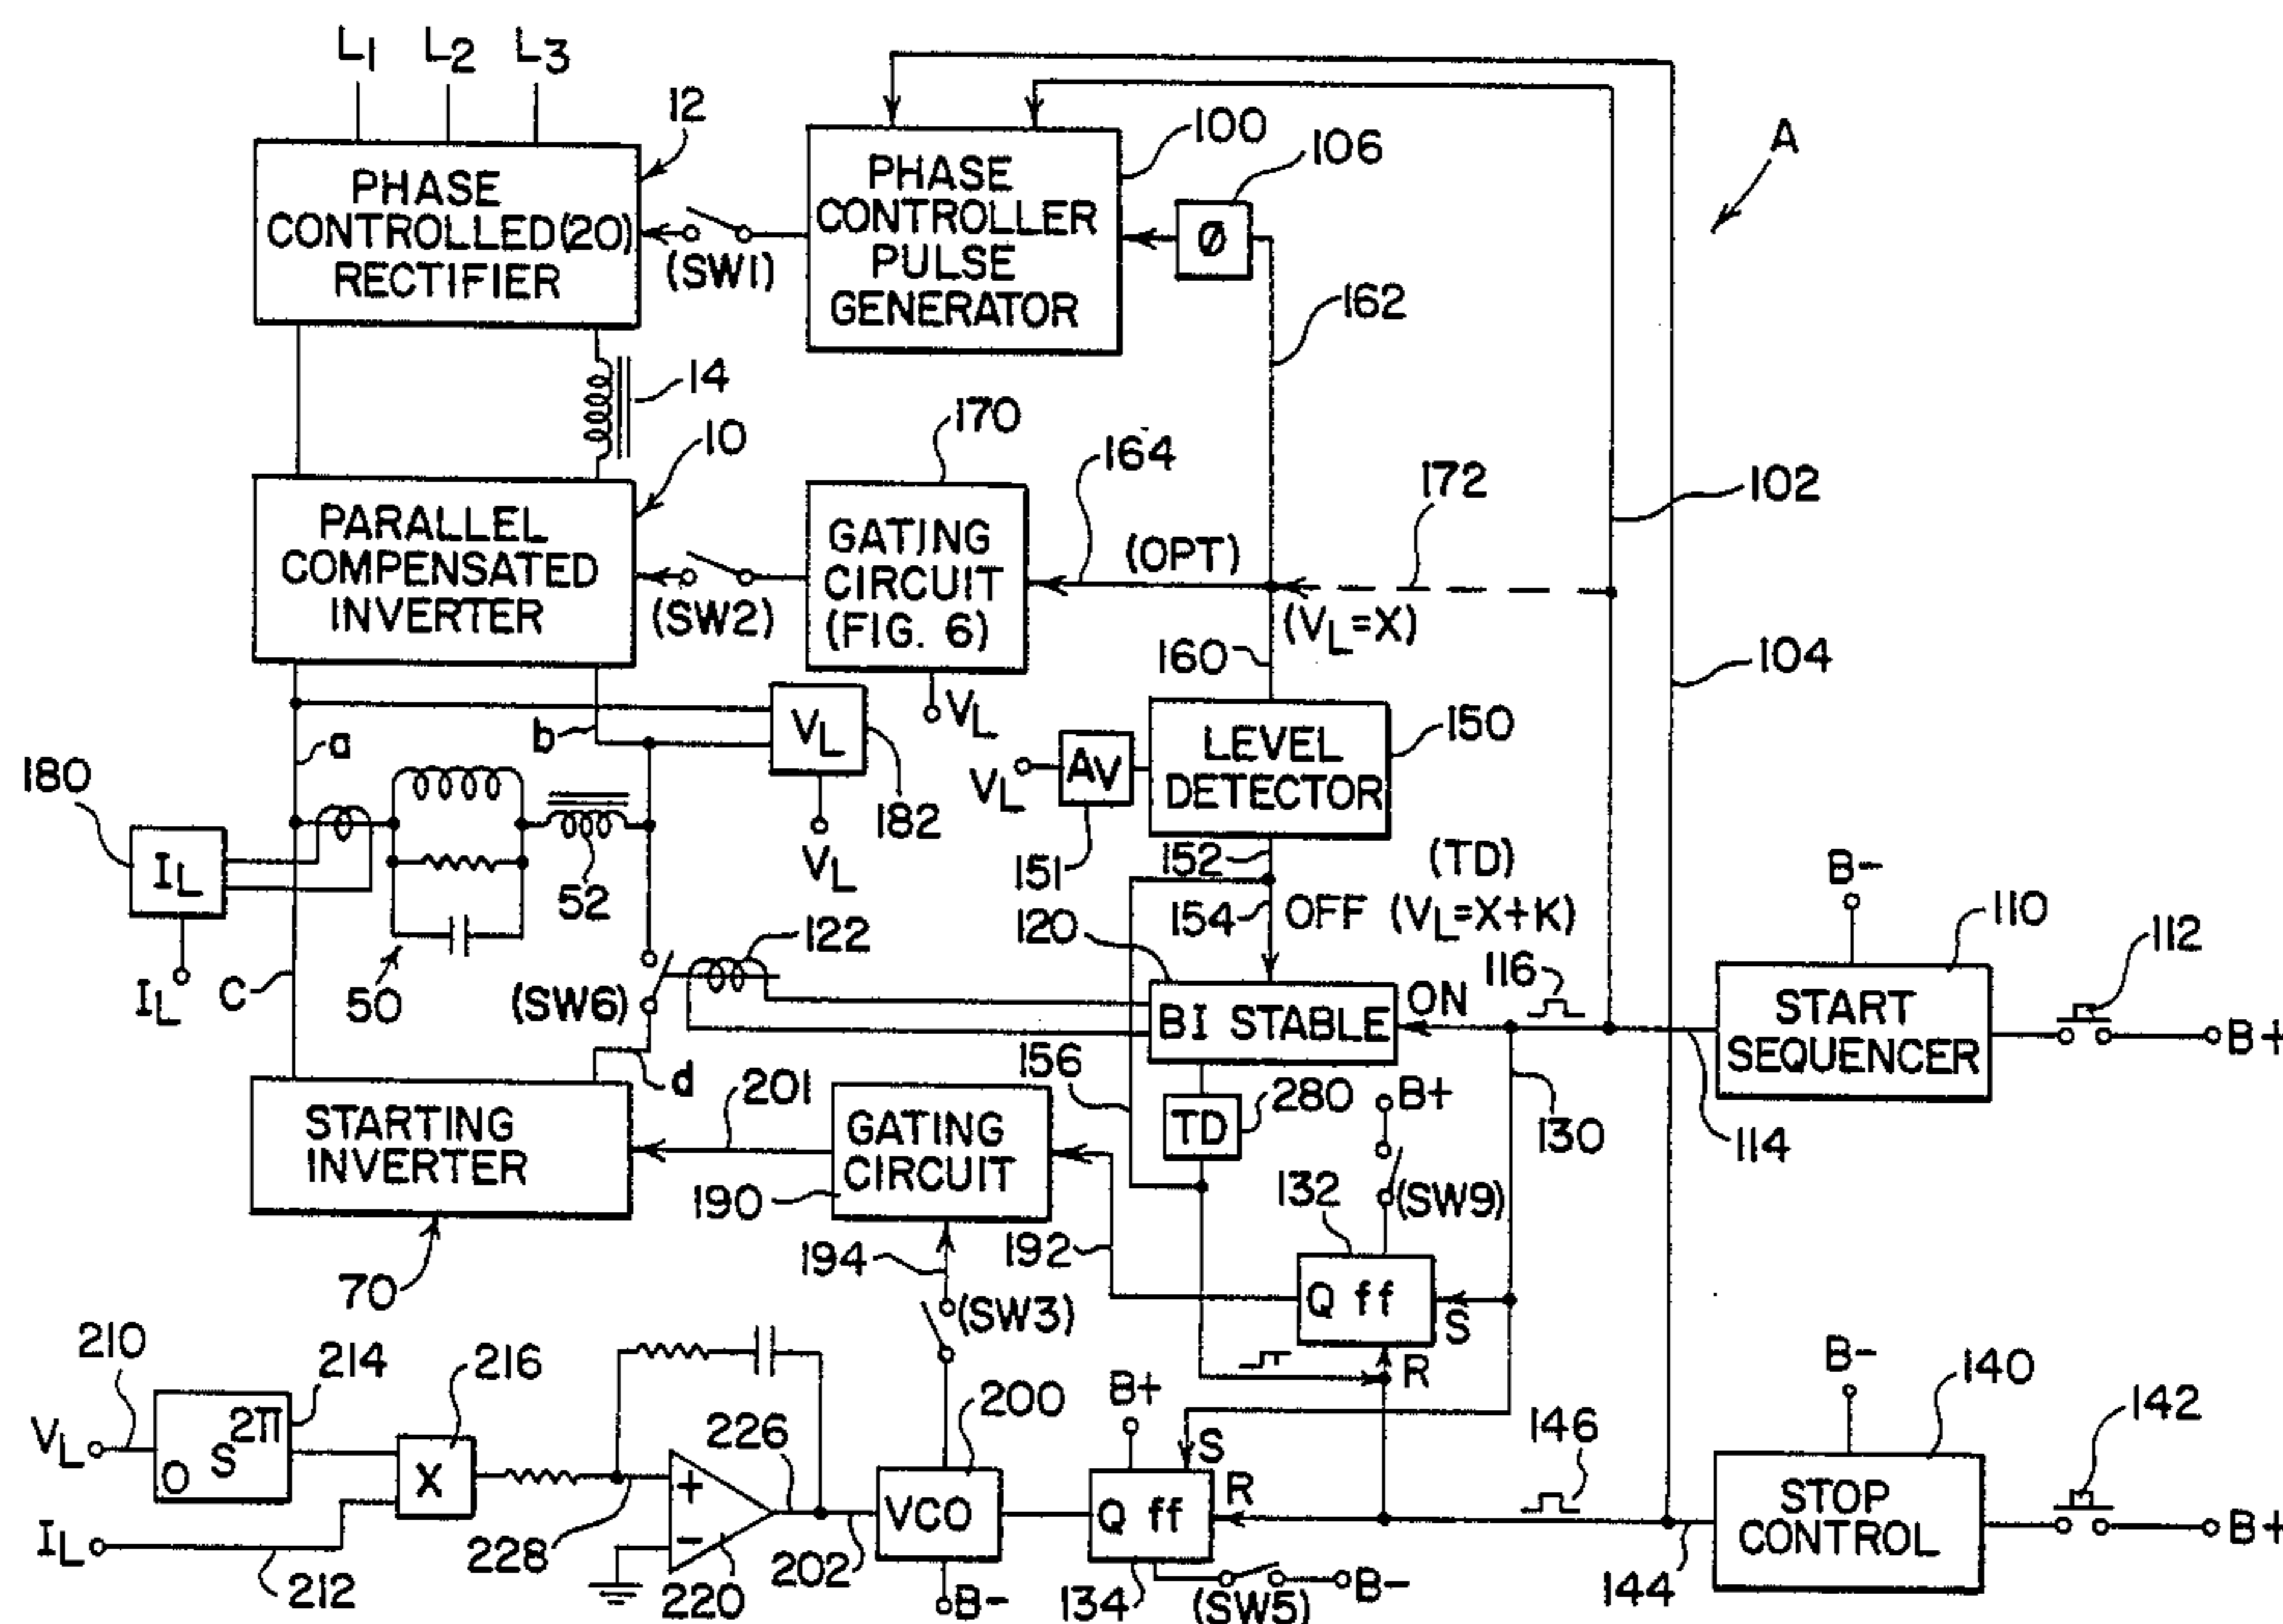 L1 L2 L3
12
PHASE
CONTROLLED(20)
RECTIFIER
(SW1)
100
PHASE
CONTROLLER
PULSE
GENERATOR
106
Ø
A
162
14
10
170
164
172
102
PARALLEL
COMPENSATED
INVERTER
(SW2)
GATING
CIRCUIT
(FIG. 6)
(OPT)
(VL=X)
160
104
VL
a
b
VL
182
VL
180
IL
IL
52
50
C
VL
AV
151
LEVEL
DETECTOR
150
152
154
(TD)
OFF (VL=X+K)
120
122
(SW6)
d
BI STABLE
ON
116
B-
110
112
START
SEQUENCER
B+
114
130
156
TD
280
B+
(SW9)
STARTING
INVERTER
70
201
GATING
CIRCUIT
190
192
194
132
Q ff
S
R
(SW3)
210
VL
O S 2π
214
216
X
IL
212
228
+
-
220
226
202
200
VCO
B-
B+
S
R
Q ff
134
(SW5)
B-
146
144
B-
140
142
STOP
CONTROL
B+